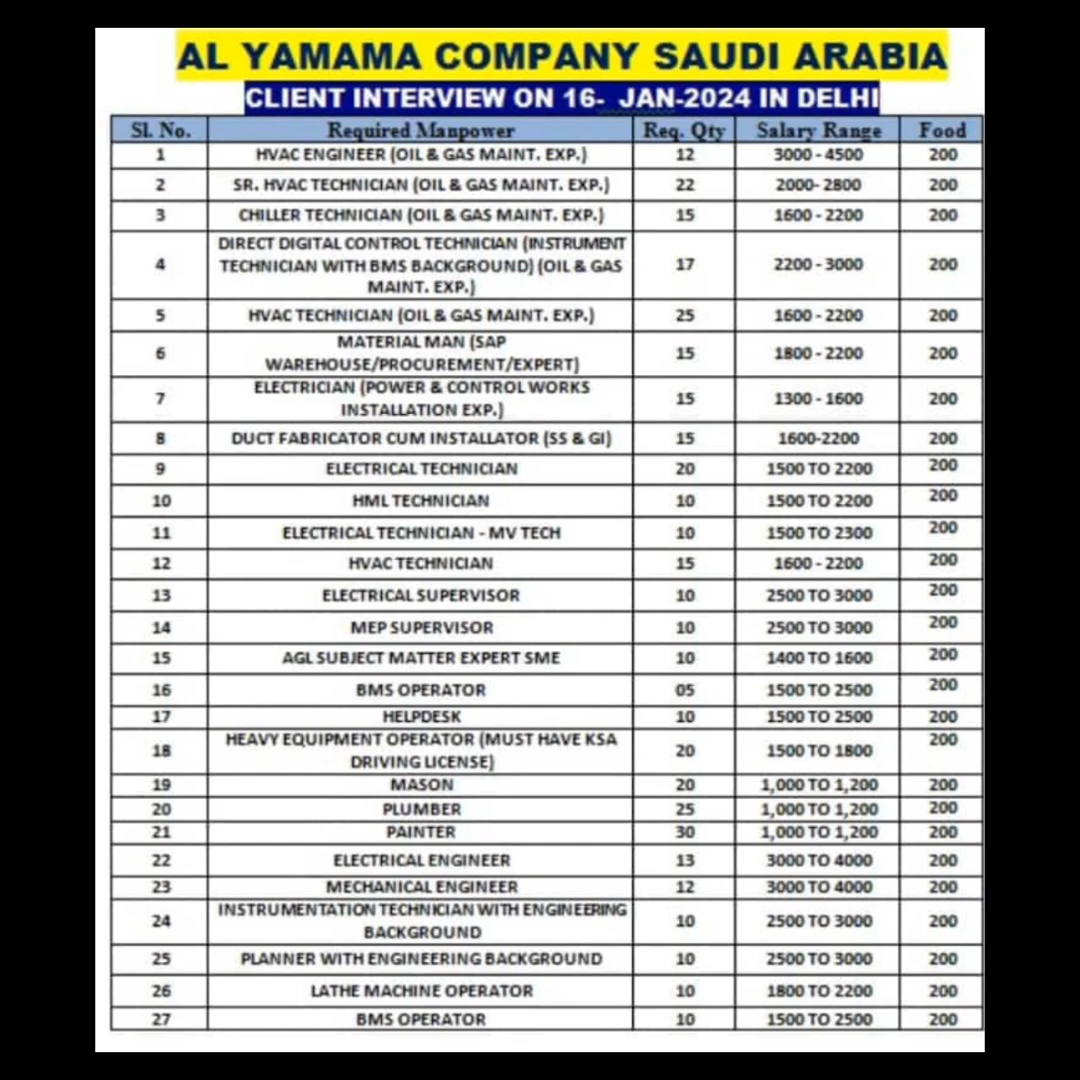 AL YAMAMA COMPANY SAUDI ARABIA
CLIENT INTERVIEW ON 16- JAN-2024 IN DELHI
Sl. No. Required Manpower Req. Qty Salary Range Food
1 HVAC ENGINEER (OIL & GAS MAINT. EXP.) 12 3000 - 4500 200
2 SR. HVAC TECHNICIAN (OIL & GAS MAINT. EXP.) 22 2000- 2800 200
3 CHILLER TECHNICIAN (OIL & GAS MAINT. EXP.) 15 1600 - 2200 200
DIRECT DIGITAL CONTROL TECHNICIAN (INSTRUMENT
4 TECHNICIAN WITH BMS BACKGROUND) (OIL & GAS 17 2200 - 3000 200
MAINT. EXP.)
5 HVAC TECHNICIAN (OIL & GAS MAINT. EXP.) 25 1600 - 2200 200
6 MATERIAL MAN (SAP 15 1800 - 2200 200
WAREHOUSE/PROCUREMENT/EXPERT)
7 ELECTRICIAN (POWER & CONTROL WORKS 15 1300 - 1600 200
INSTALLATION EXP.)
8 DUCT FABRICATOR CUM INSTALLATOR (SS & GI) 15 1600-2200 200
9 ELECTRICAL TECHNICIAN 20 1500 TO 2200 200
10 HML TECHNICIAN 10 1500 TO 2200 200
11 ELECTRICAL TECHNICIAN - MV TECH 10 1500 TO 2300 200
12 HVAC TECHNICIAN 15 1600 - 2200 200
13 ELECTRICAL SUPERVISOR 10 2500 TO 3000 200
14 MEP SUPERVISOR 10 2500 TO 3000 200
15 AGL SUBJECT MATTER EXPERT SME 10 1400 TO 1600 200
16 BMS OPERATOR 05 1500 TO 2500 200
17 HELPDESK 10 1500 TO 2500 200
18 HEAVY EQUIPMENT OPERATOR (MUST HAVE KSA 20 1500 TO 1800 200
DRIVING LICENSE)
19 MASON 20 1,000 TO 1,200 200
20 PLUMBER 25 1,000 TO 1,200 200
21 PAINTER 30 1,000 TO 1,200 200
22 ELECTRICAL ENGINEER 13 3000 TO 4000 200
23 MECHANICAL ENGINEER 12 3000 TO 4000 200
24 INSTRUMENTATION TECHNICIAN WITH ENGINEERING 10 2500 TO 3000 200
BACKGROUND
25 PLANNER WITH ENGINEERING BACKGROUND 10 2500 TO 3000 200
26 LATHE MACHINE OPERATOR 10 1800 TO 2200 200
27 BMS OPERATOR 10 1500 TO 2500 200